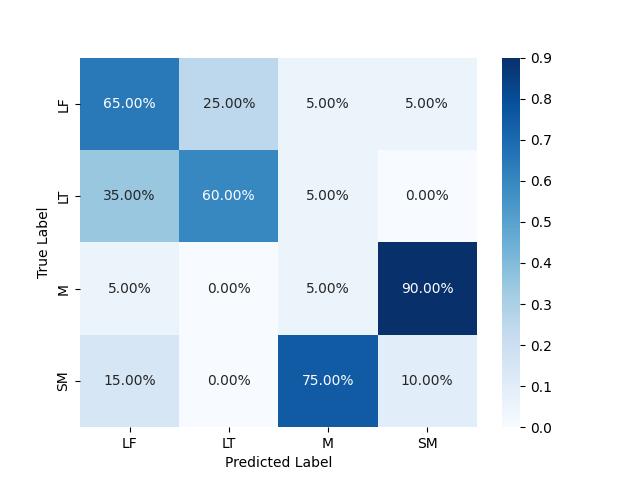 0.9
LF 65.00% 25.00% 5.00% 5.00%
0.8
0.7
LT 35.00% 60.00% 5.00% 0.00%
0.6
0.5
True Label
0.4
M 5.00% 0.00% 5.00% 90.00%
0.3
0.2
SM 15.00% 0.00% 75.00% 10.00%
0.1
0.0
LF LT M SM
Predicted Label